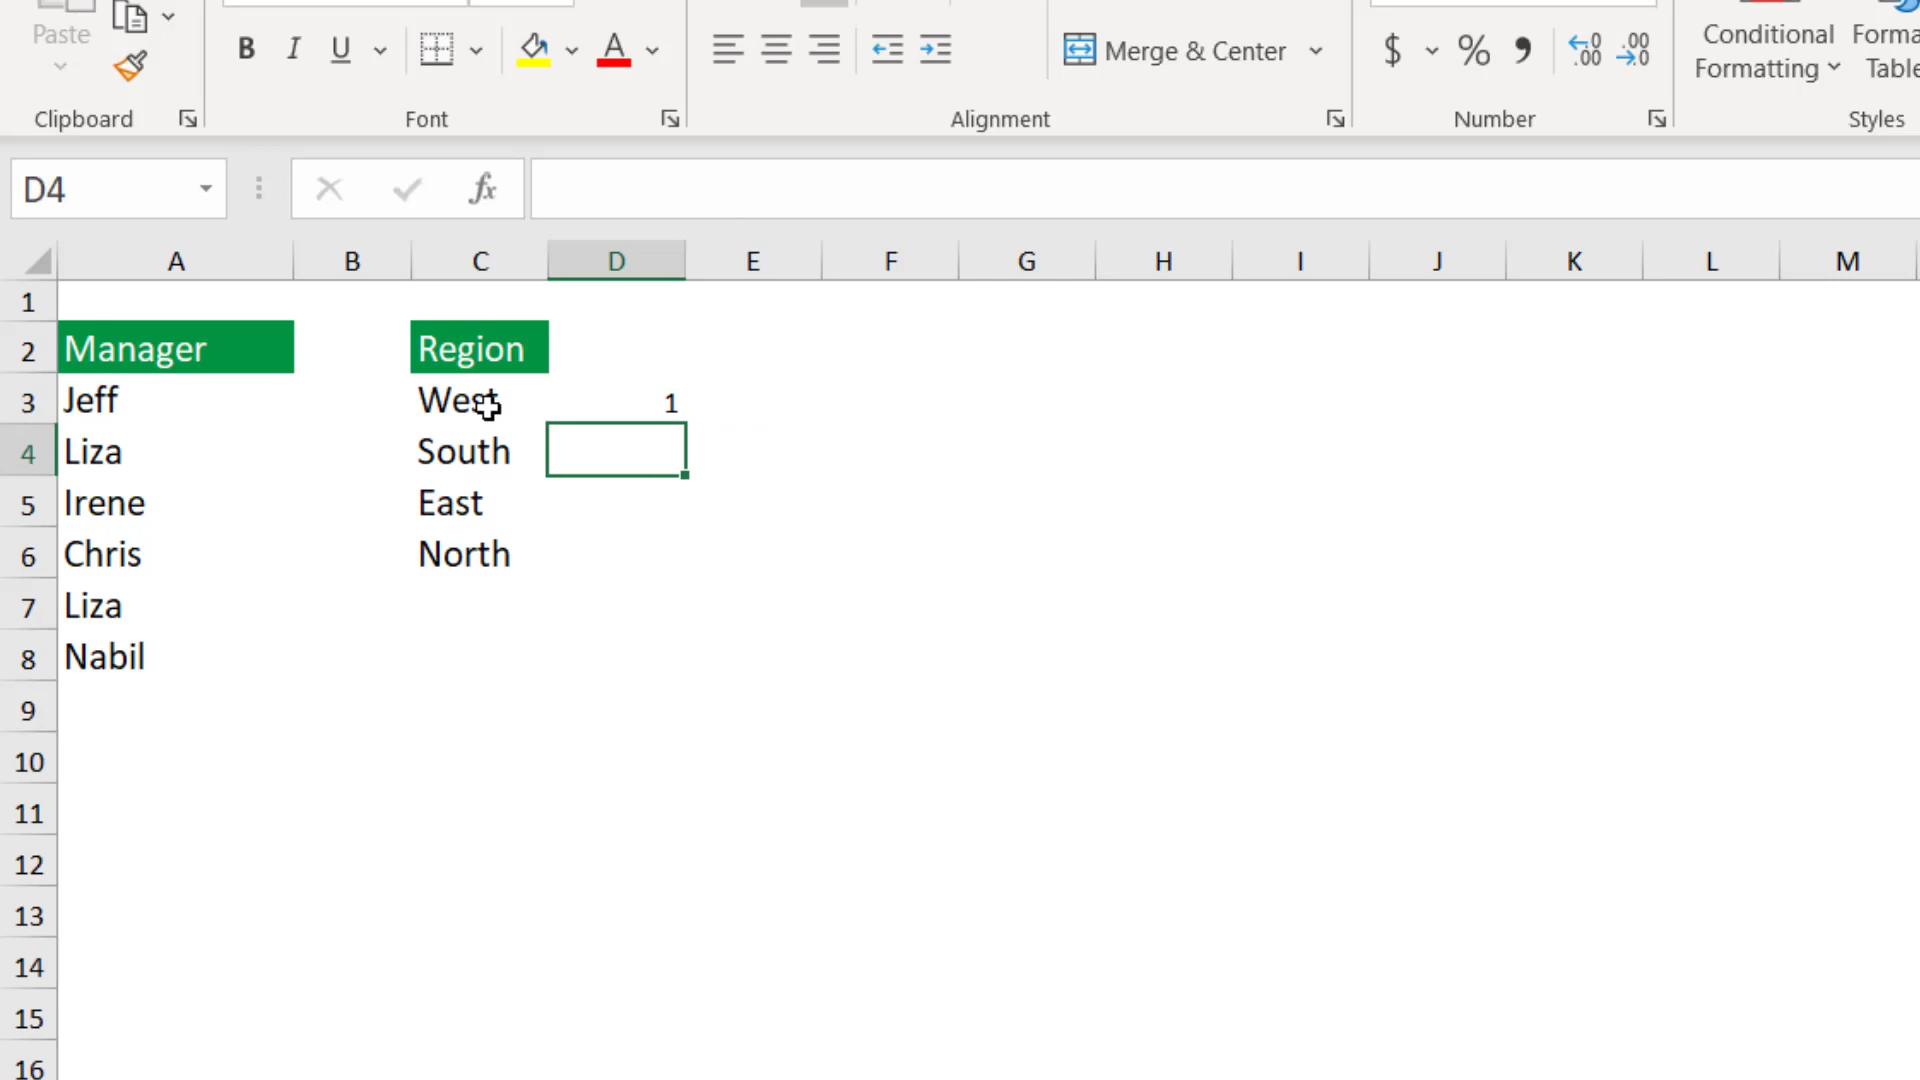 Paste
B I U A
Merge & Center
$ % 9
.00 .00
Conditional
Formatting
Table
Clipboard
Font
Alignment
Number
Styles
D4
fx
A B C D E F G H I J K L M
1
2 Manager Region
3 Jeff West 1
4 Liza South
5 Irene East
6 Chris North
7 Liza
8 Nabil
9
10
11
12
13
14
15
16